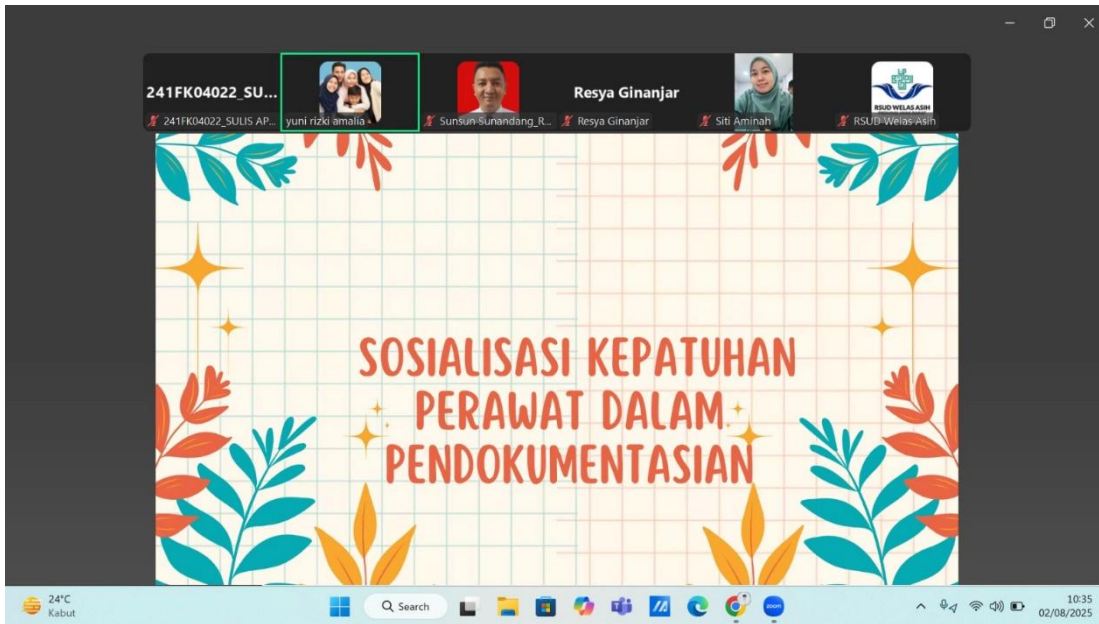 241FK04022_SU...
Resya Ginanjar
RSUD WELAS ASIH
241FK04022_SULIS AP...
yuni rizki amalia
Sunsun Sunandang_R...
Resya Ginanjar
Siti Aminah
RSUD Welas Asih
SOSIALISASI KEPATUHAN
PERAWAT DALAM
PENDOKUMENTASIAN
24°C
Kabut
Search
zoom
10:35
02/08/2025